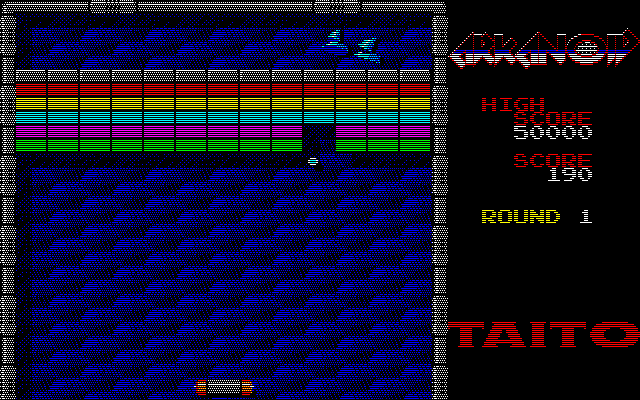 ARKANOID
HIGH
SCORE
50000
SCORE
190
ROUND 1
TAITO